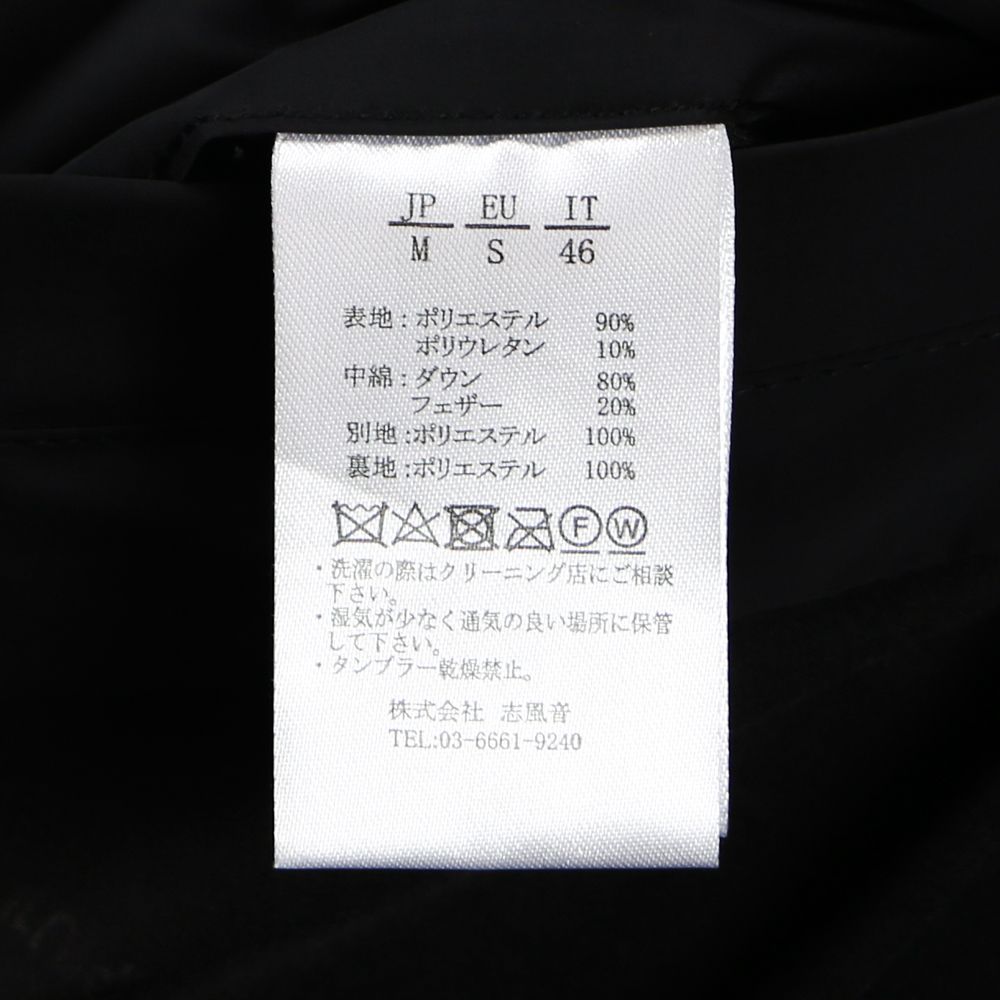 JP EU IT
M S 46
表地:ポリエステル 90%
ポリウレタン 10%
中綿:ダウン 80%
フェザー 20%
別地:ポリエステル 100%
裏地:ポリエステル 100%
F W
・洗濯の際はクリーニング店にご相談
下さい。
・湿気が少なく通気の良い場所に保管
して下さい。
・タンブラー乾燥禁止。
株式会社 志風音
TEL:03-6661-9240